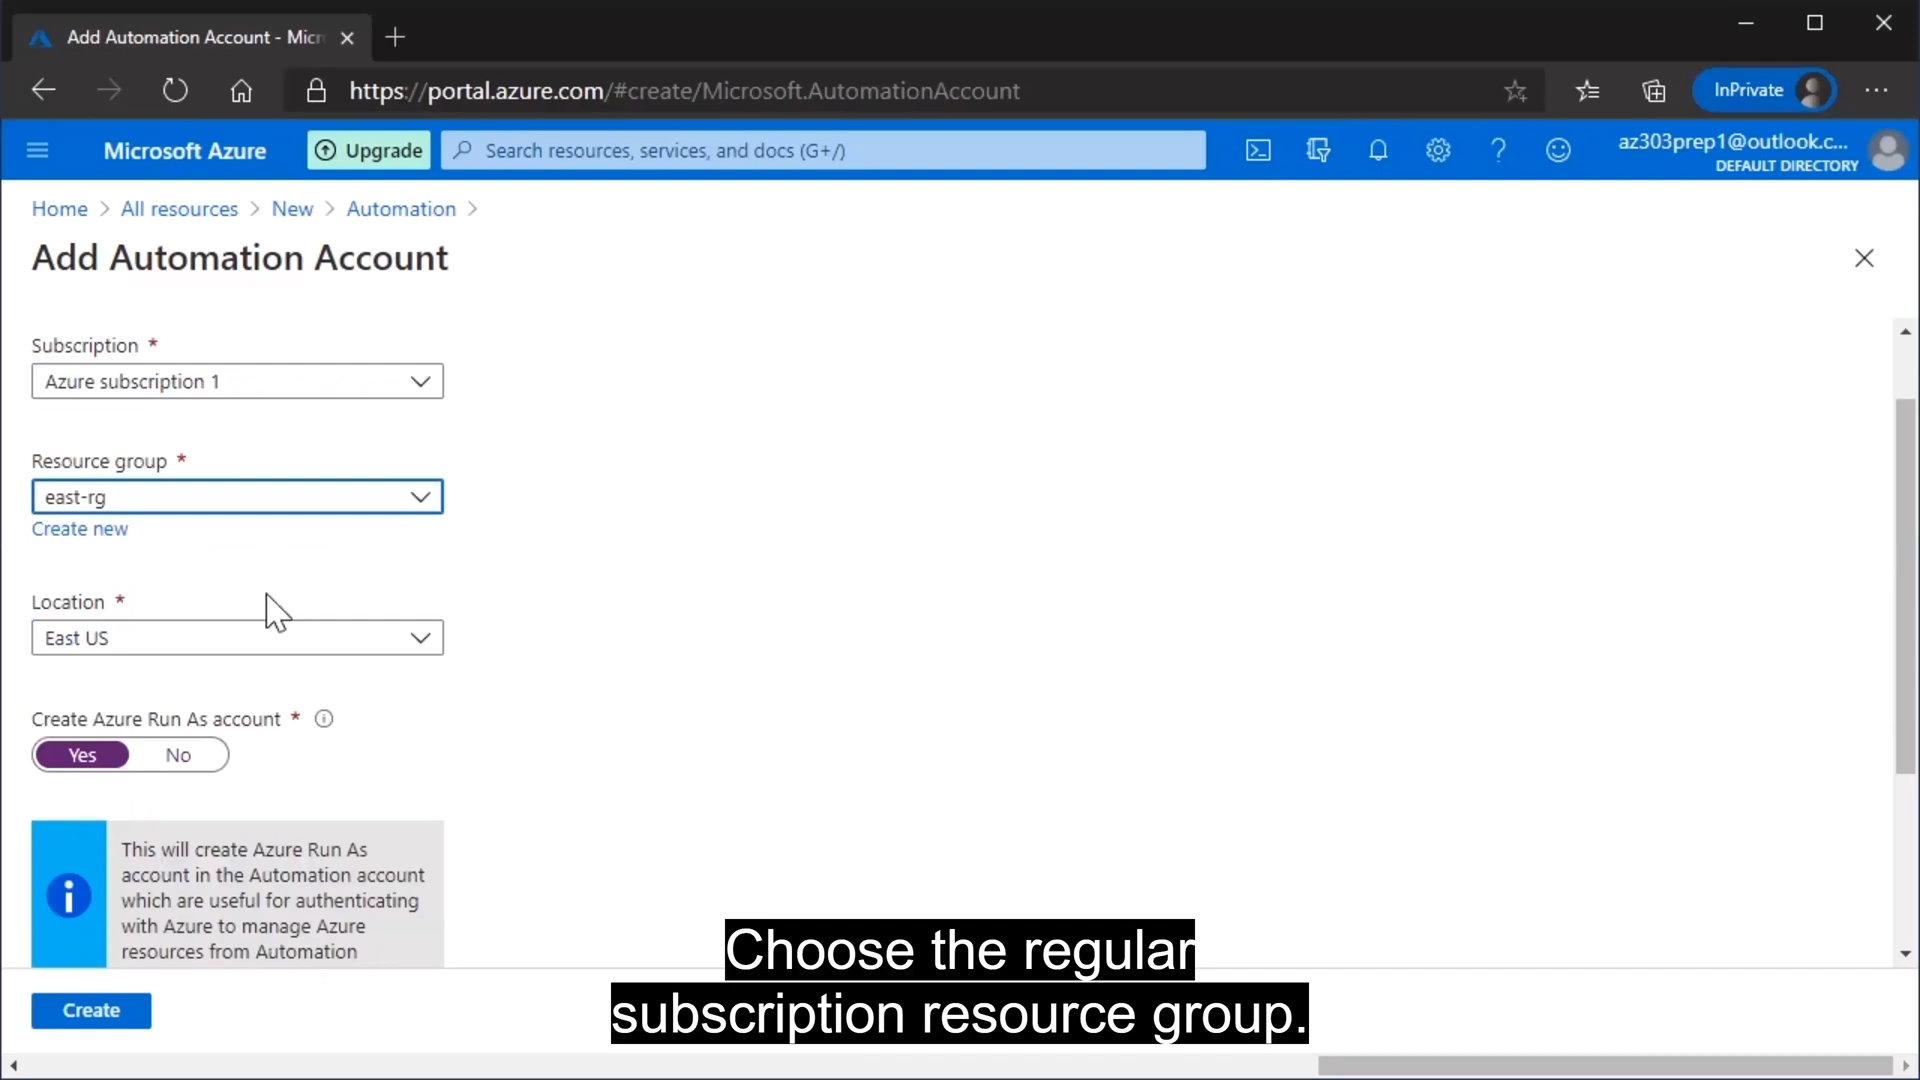 Add Automation Account - Micr
https://portal.azure.com/#create/Microsoft.AutomationAccount
InPrivate
Microsoft Azure
Upgrade
Search resources, services, and docs (G+/)
az303prep1@outlook.c...
DEFAULT DIRECTORY
Home > All resources > New > Automation >
Add Automation Account
Subscription *
Azure subscription 1
Resource group *
east-rg
Create new
Location *
East US
Create Azure Run As account *
Yes No
This will create Azure Run As
account in the Automation account
which are useful for authenticating
with Azure to manage Azure
resources from Automation
Choose the regular
subscription resource group.
Create